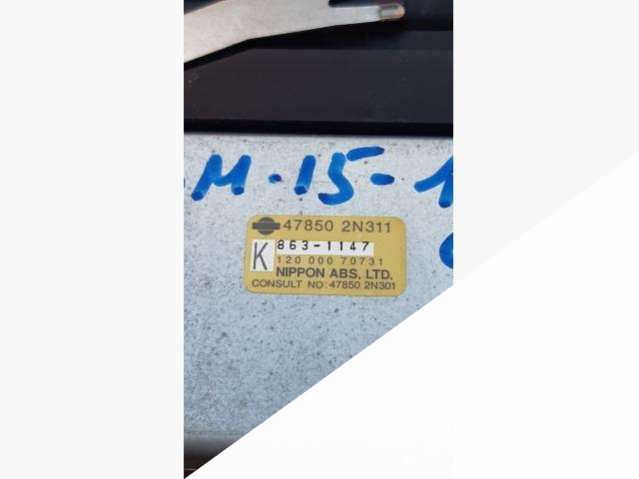 M-15-1
47850 2N311
K
863-1147
120 000 70731
NIPPON ABS, LTD.
CONSULT NO: 47850 2N301